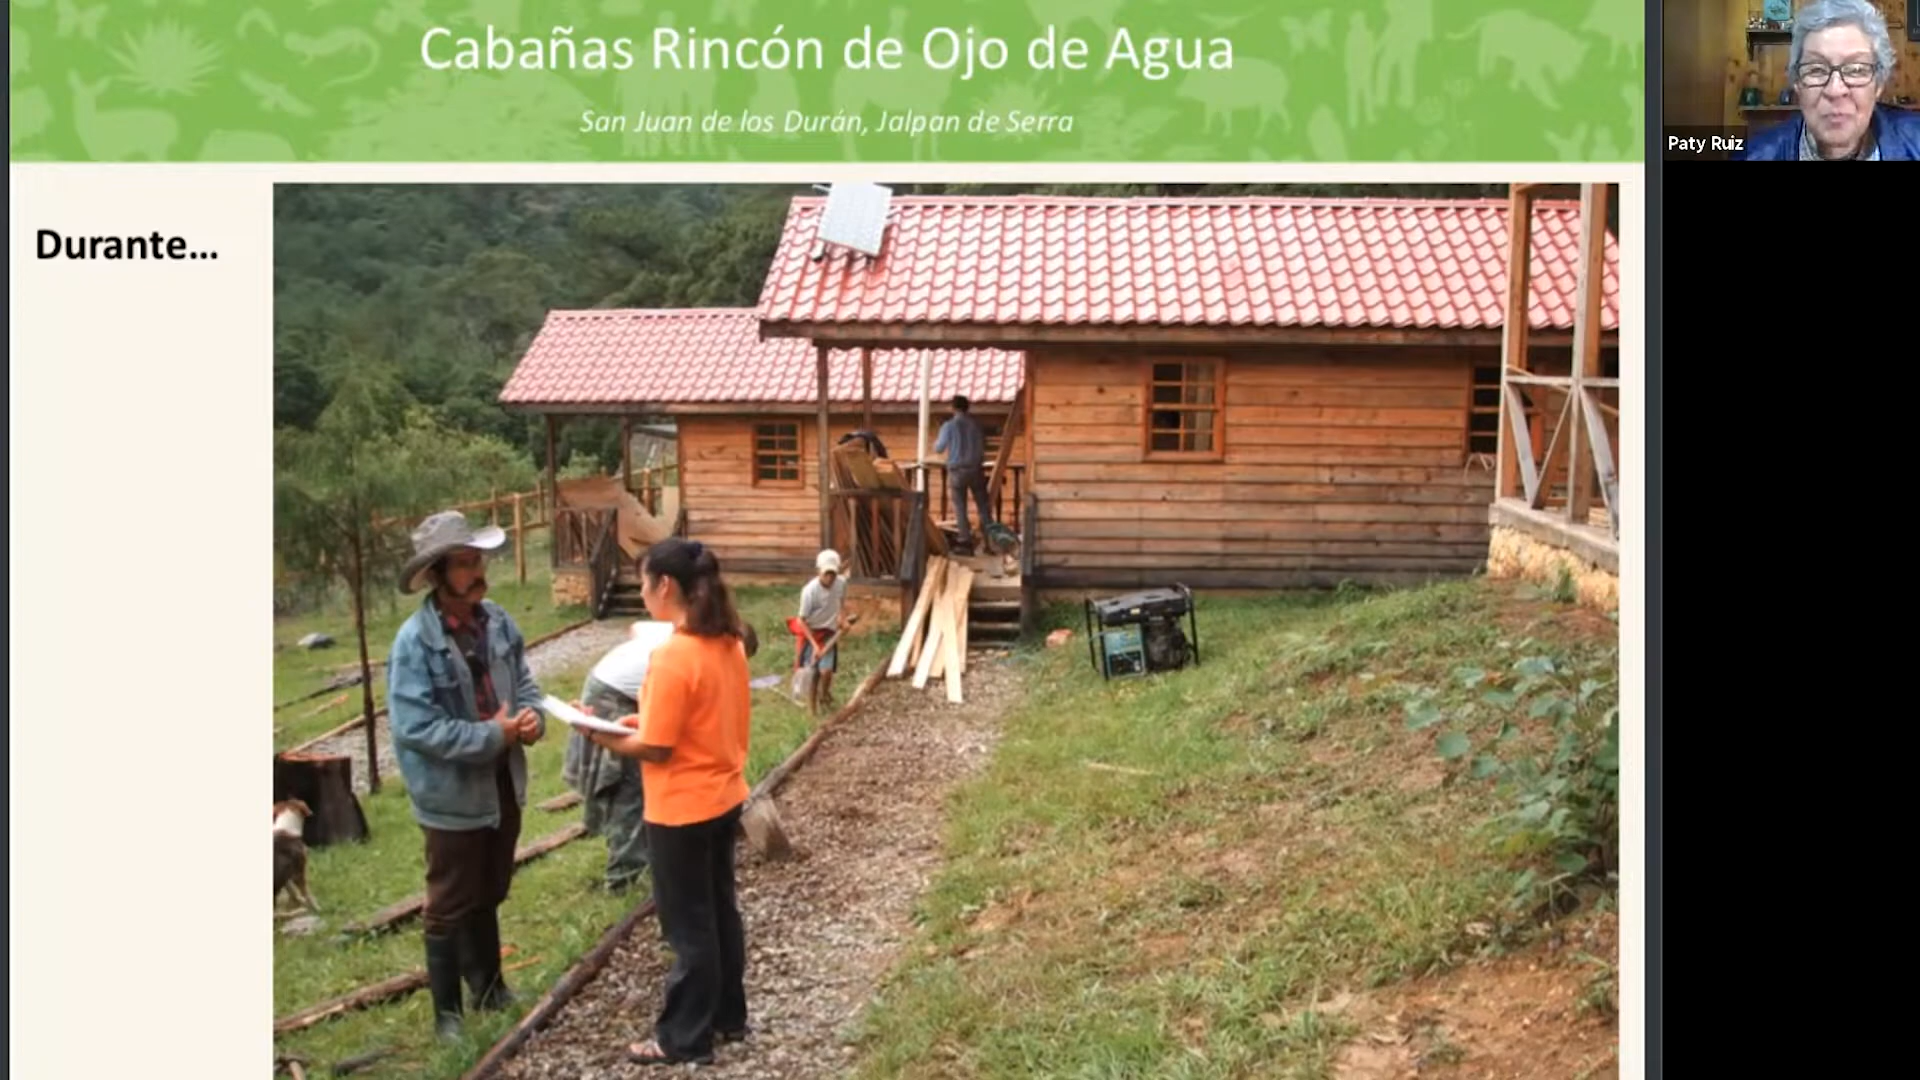 Cabañas Rincón de Ojo de Agua
San Juan de los Durán, Jalpan de Serra
Durante...
Paty Ruiz